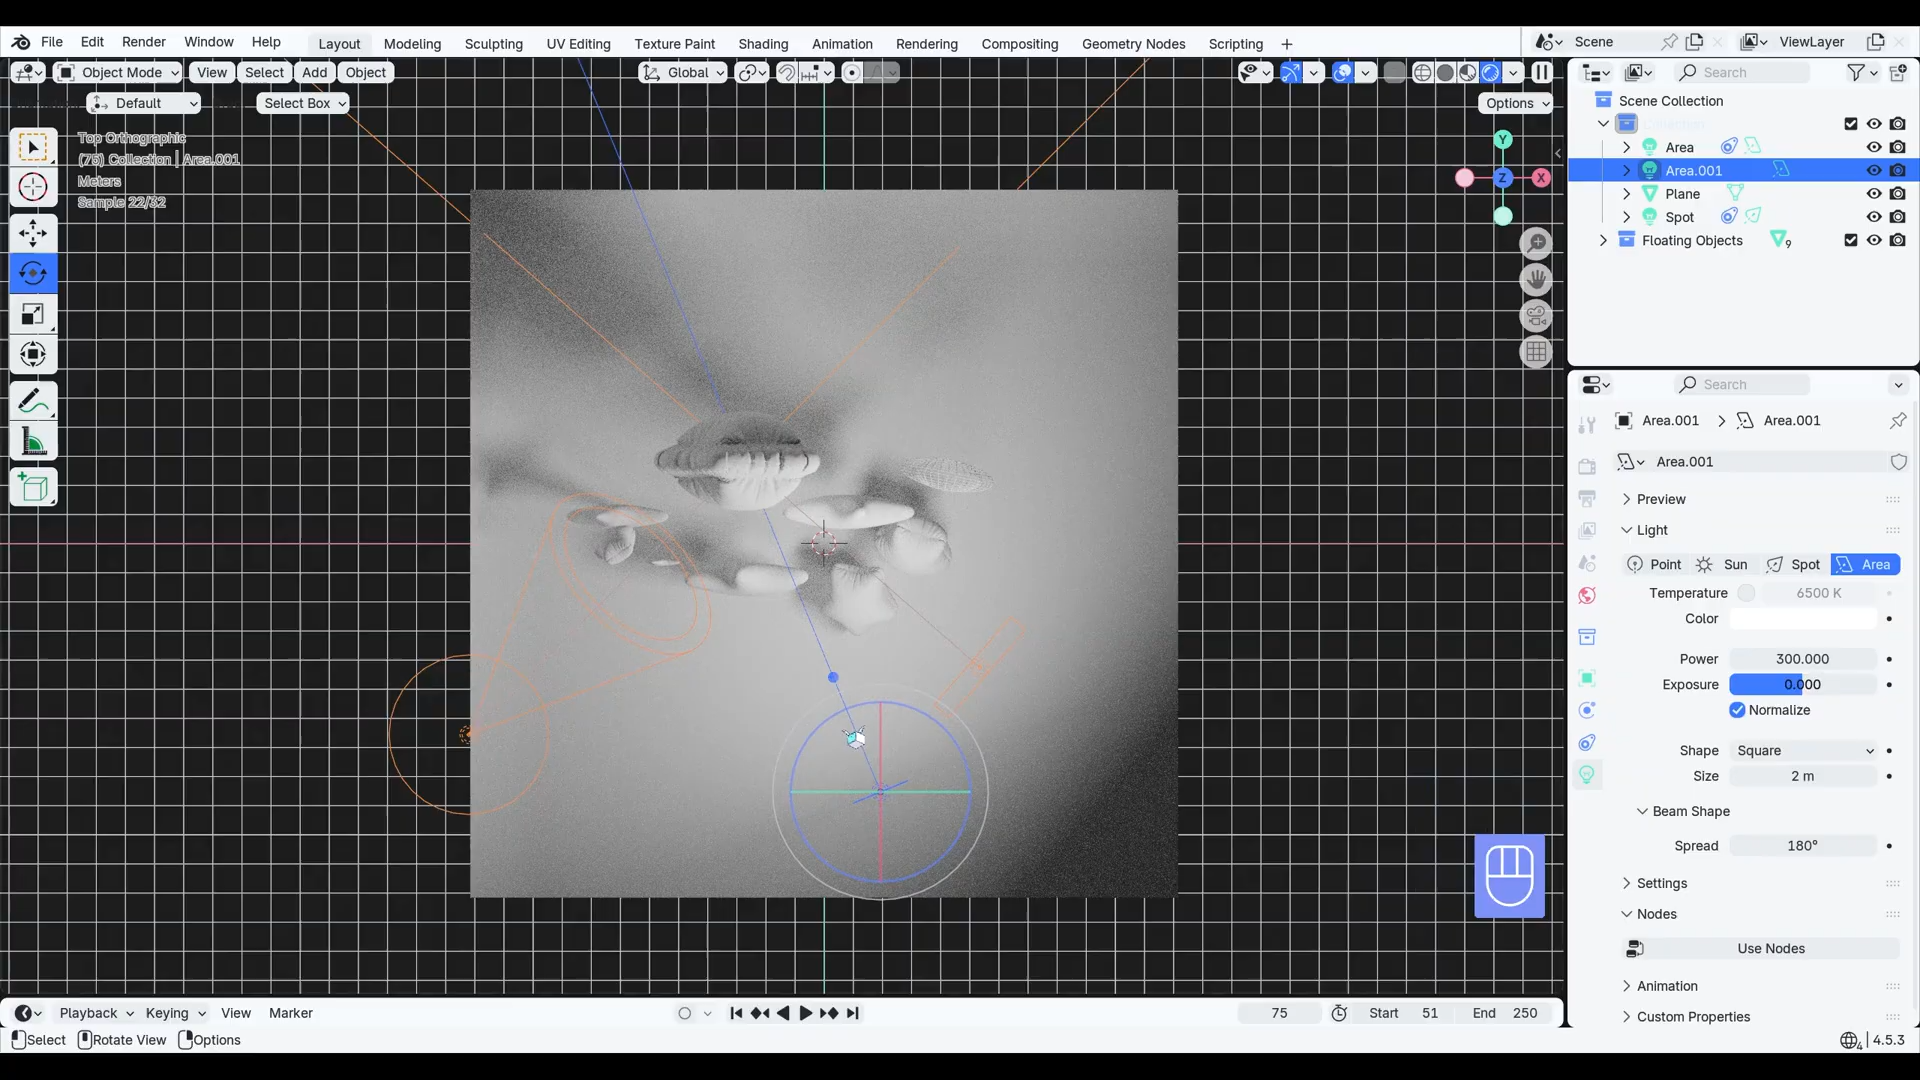 File Edit Render Window Help Layout Modeling Sculpting UV Editing Texture Paint Shading Animation Rendering Compositing Geometry Nodes Scripting + Scene ViewLayer
Object Mode View Select Add Object Global Search
Default Select Box Options
Scene Collection
Top Orthographic
(75) Collection | Area.001
Meters
Sample 22/32
Y
X
Z
Area
Area.001
Plane
Spot
Floating Objects 9
Search
Area.001 > Area.001
Area.001
Preview
Light
Point Sun Spot Area
Temperature 6500 K
Color
Power 300.000
Exposure 0.000
Normalize
Shape Square
Size 2 m
Beam Shape
Spread 180°
Settings
Nodes
Use Nodes
Animation
Custom Properties
Playback Keying View Marker 75 Start 51 End 250
Select Rotate View Options 4.5.3